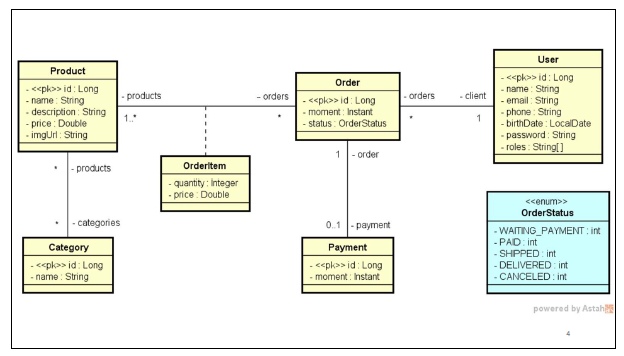 Product
- <<pk>> id : Long
- name : String
- description : String
- price : Double
- imgUrl : String
- products
1..*
- orders
*
Order
- <<pk>> id : Long
- moment : Instant
- status : OrderStatus
- orders
*
- client
1
User
- <<pk>> id : Long
- name : String
- email : String
- phone : String
- birthDate : LocalDate
- password : String
- roles : String[ ]
OrderItem
- quantity : Integer
- price : Double
* - products
* - categories
1 - order
0..1 - payment
Category
- <<pk>> id : Long
- name : String
Payment
- <<pk>> id : Long
- moment : Instant
<<enum>>
OrderStatus
- WAITING_PAYMENT : int
- PAID : int
- SHIPPED : int
- DELIVERED : int
- CANCELED : int
powered by Astah
4